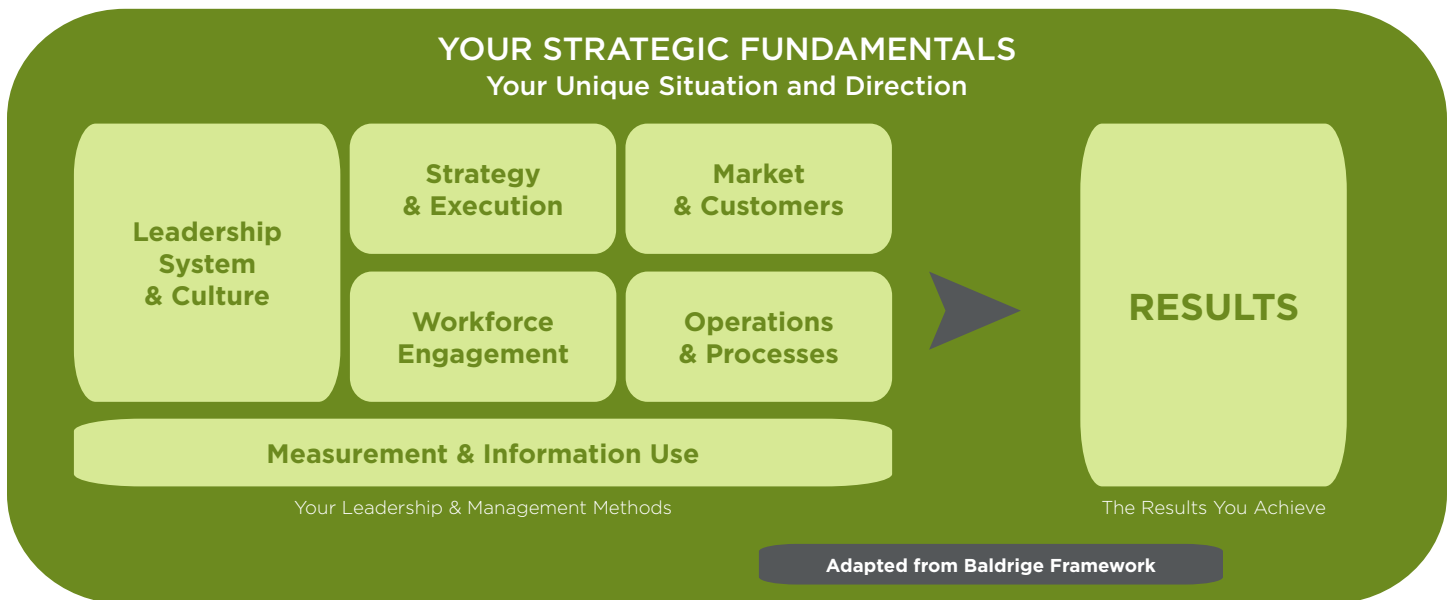 YOUR STRATEGIC FUNDAMENTALS
Your Unique Situation and Direction
Leadership
System
& Culture
Strategy
& Execution
Market
& Customers
Workforce
Engagement
Operations
& Processes
Measurement & Information Use
Your Leadership & Management Methods
RESULTS
The Results You Achieve
Adapted from Baldrige Framework